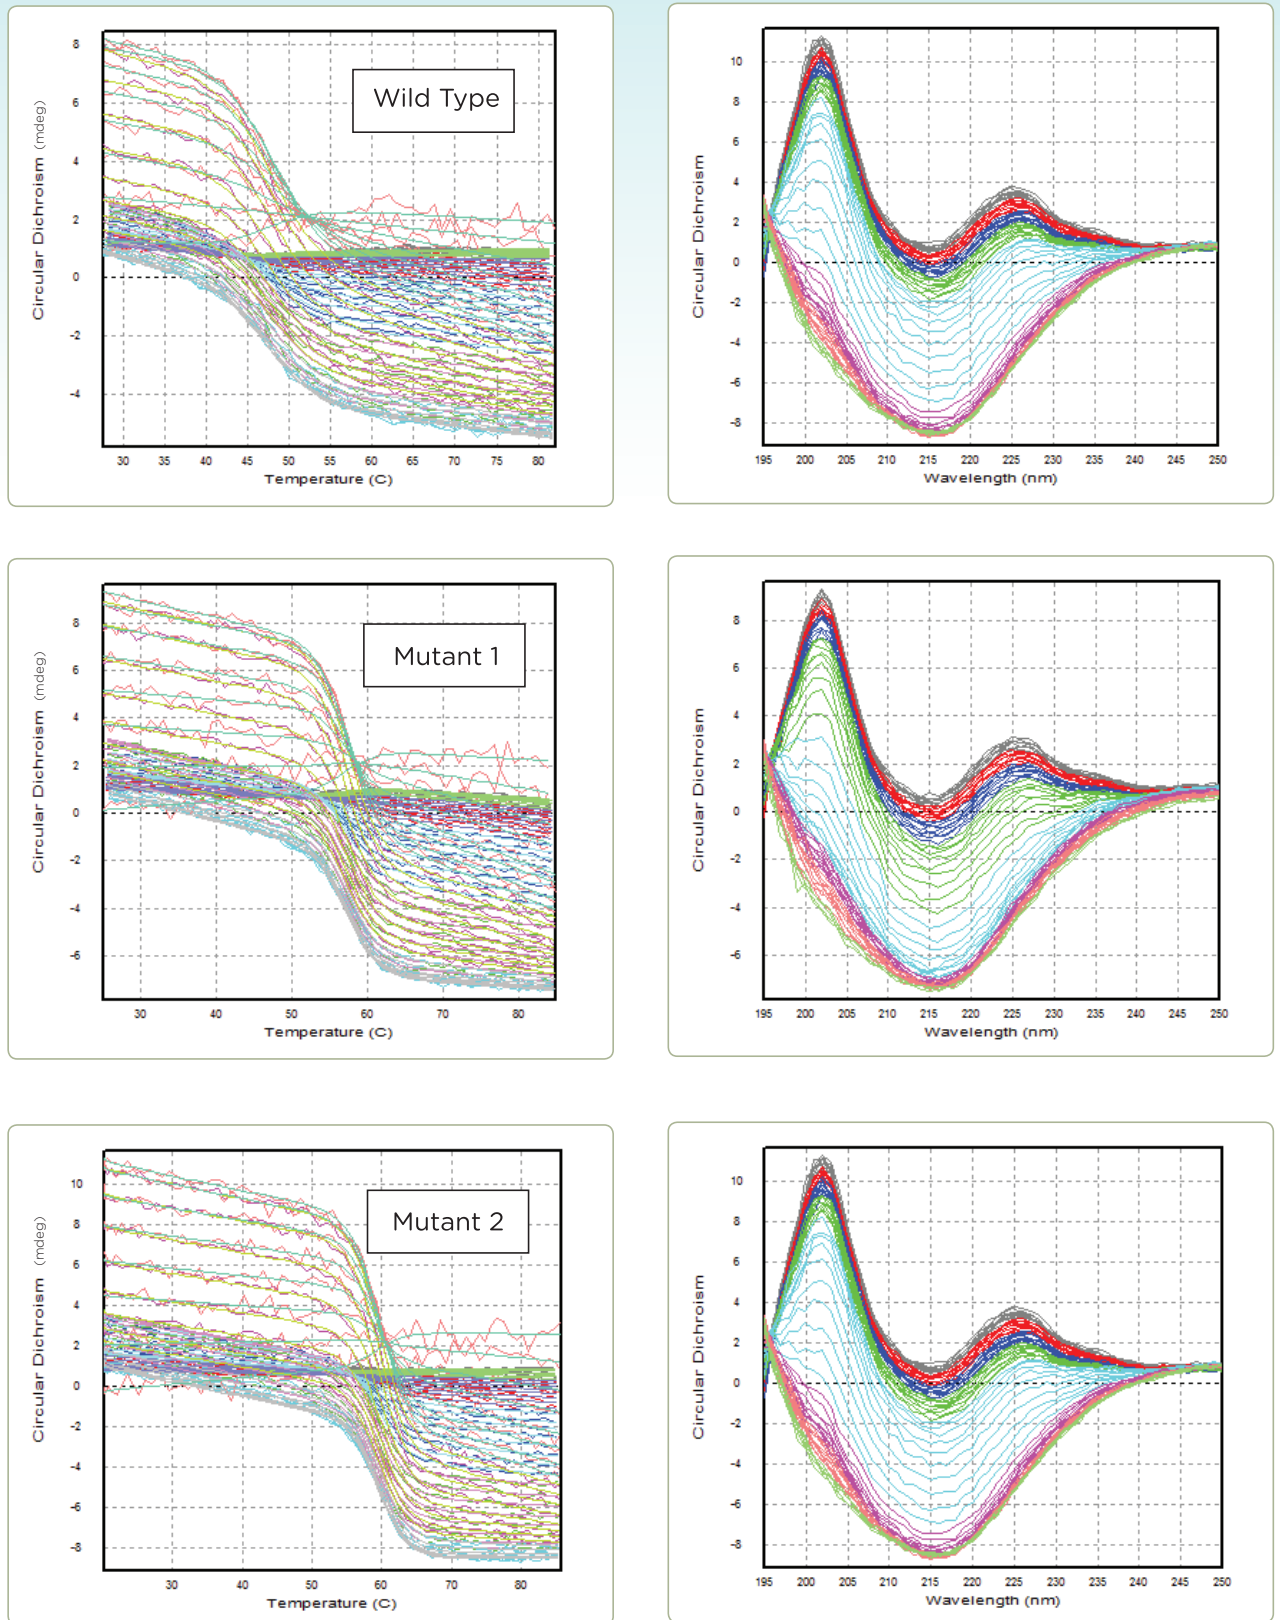 8
6
4
2
0
-2
-4
Circular Dichroism (mdeg)
Wild Type
30 35 40 45 50 55 60 65 70 75 80
Temperature (C)
10
8
6
4
2
0
-2
-4
-6
-8
Circular Dichroism
195 200 205 210 215 220 225 230 235 240 245 250
Wavelength (nm)
8
6
4
2
0
-2
-4
-6
Circular Dichroism (mdeg)
Mutant 1
30 40 50 60 70 80
Temperature (C)
8
6
4
2
0
-2
-4
-6
Circular Dichroism
195 200 205 210 215 220 225 230 235 240 245 250
Wavelength (nm)
10
8
6
4
2
0
-2
-4
-6
-8
Circular Dichroism (mdeg)
Mutant 2
30 40 50 60 70 80
Temperature (C)
10
8
6
4
2
0
-2
-4
-6
-8
Circular Dichroism
195 200 205 210 215 220 225 230 235 240 245 250
Wavelength (nm)